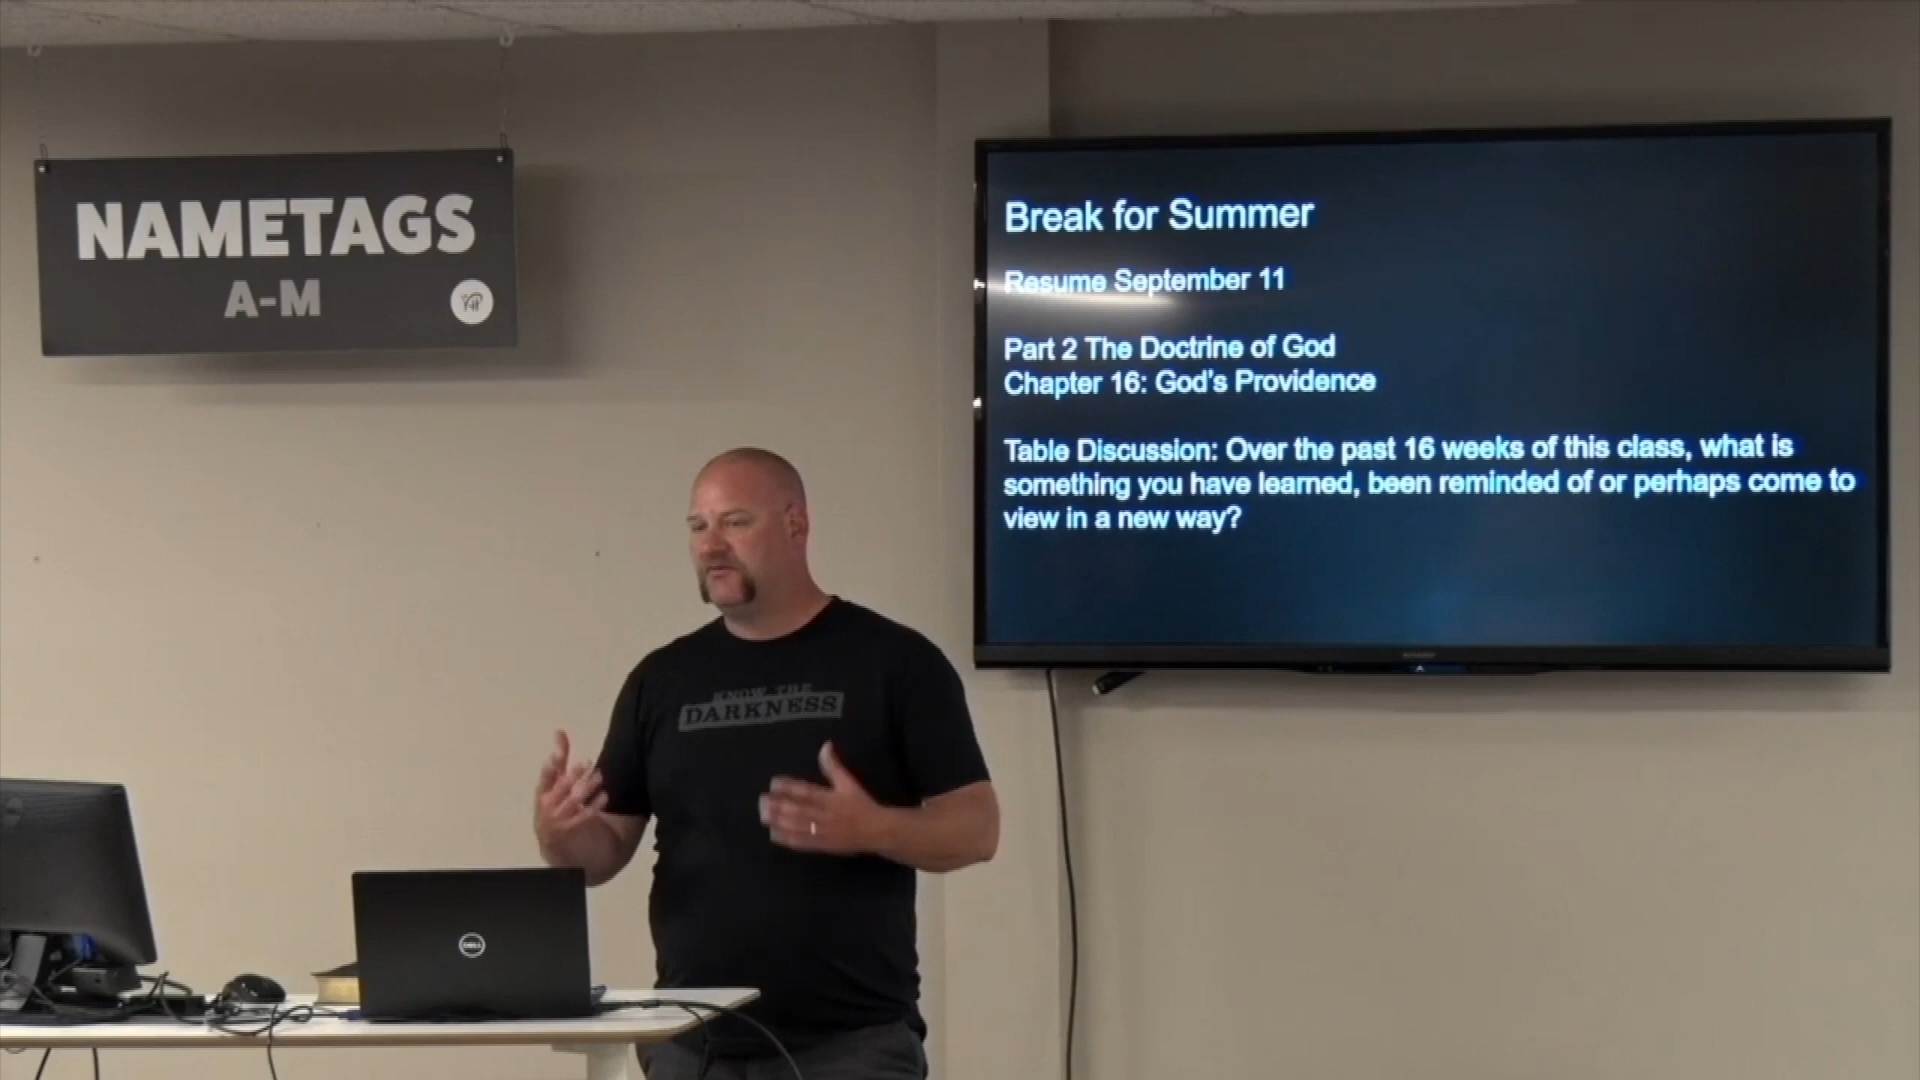 NAMETAGS
A-M
Break for Summer
Resume September 11
Part 2 The Doctrine of God
Chapter 16: God's Providence
Table Discussion: Over the past 16 weeks of this class, what is
something you have learned, been reminded of or perhaps come to
view in a new way?
KNOW THE
DARKNESS
DELL